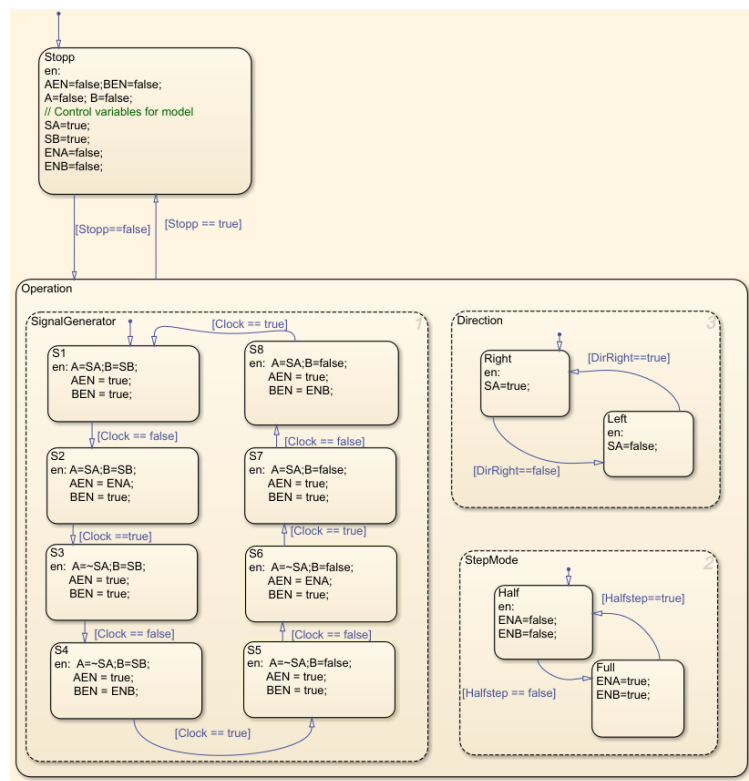 Stopp
en:
AEN=false;BEN=false;
A=false; B=false;
// Control variables for model
SA=true;
SB=true;
ENA=false;
ENB=false;
[Stopp==false]
[Stopp == true]
Operation
SignalGenerator
1
[Clock == true]
S1
en: A=SA;B=SB;
AEN = true;
BEN = true;
[Clock == false]
S2
en: A=SA;B=SB;
AEN = ENA;
BEN = true;
[Clock ==true]
S3
en: A=~SA;B=SB;
AEN = true;
BEN = true;
[Clock == false]
S4
en: A=~SA;B=SB;
AEN = true;
BEN = ENB;
[Clock == true]
S8
en: A=SA;B=false;
AEN = true;
BEN = ENB;
[Clock == false]
S7
en: A=SA;B=false;
AEN = true;
BEN = true;
[Clock == true]
S6
en: A=~SA;B=false;
AEN = ENA;
BEN = true;
[Clock == false]
S5
en: A=~SA;B=false;
AEN = true;
BEN = true;
Direction
3
Right
en:
SA=true;
[DirRight==true]
Left
en:
SA=false;
[DirRight==false]
StepMode
2
Half
en:
ENA=false;
ENB=false;
[Halfstep==true]
Full
ENA=true;
ENB=true;
[Halfstep == false]